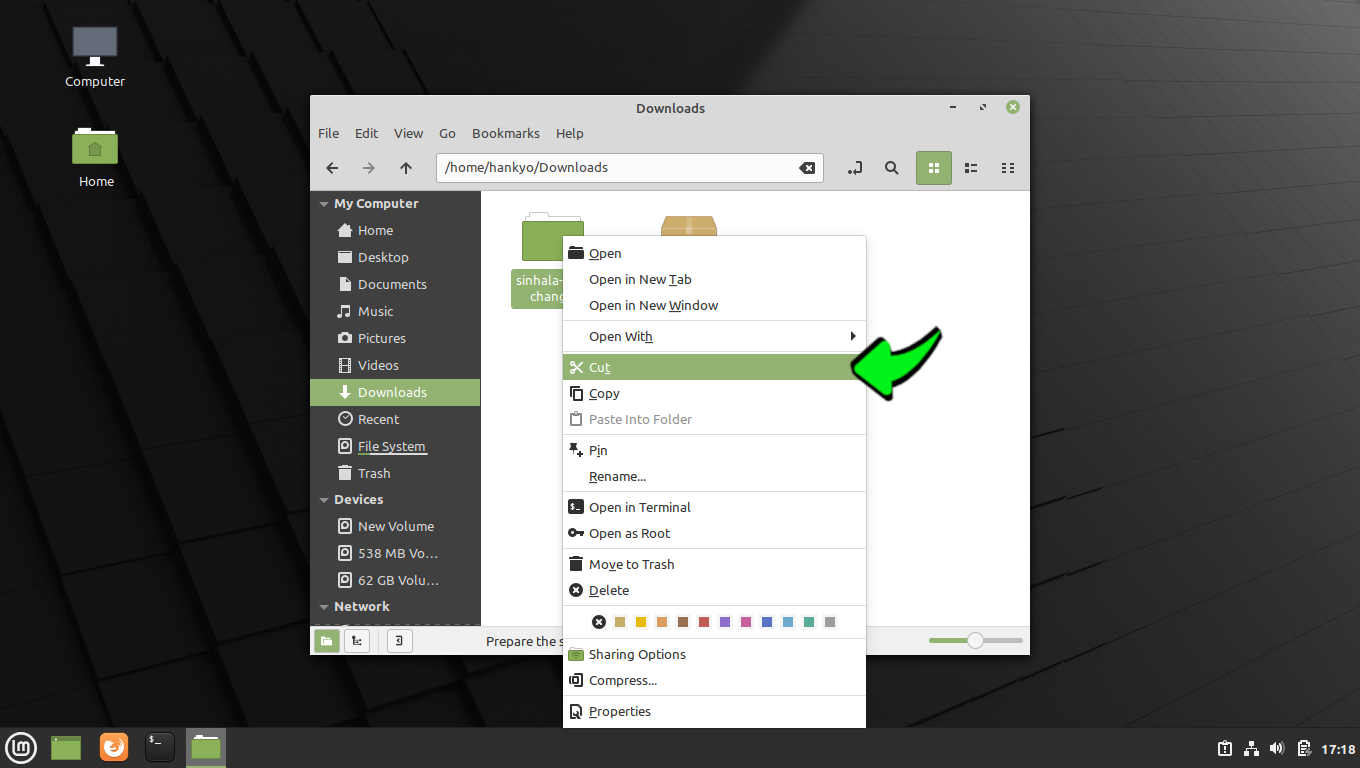 Computer
Home
Downloads
File Edit View Go Bookmarks Help
/home/hankyo/Downloads
My Computer
Home
Desktop
Documents
Music
Pictures
Videos
Downloads
Recent
File System
Trash
Devices
New Volume
538 MB Vo...
62 GB Volu...
Network
sinhala-
chang
Open
Open in New Tab
Open in New Window
Open With
Cut
Copy
Paste Into Folder
Pin
Rename...
Open in Terminal
Open as Root
Move to Trash
Delete
Sharing Options
Compress...
Properties
Prepare the s
17:18